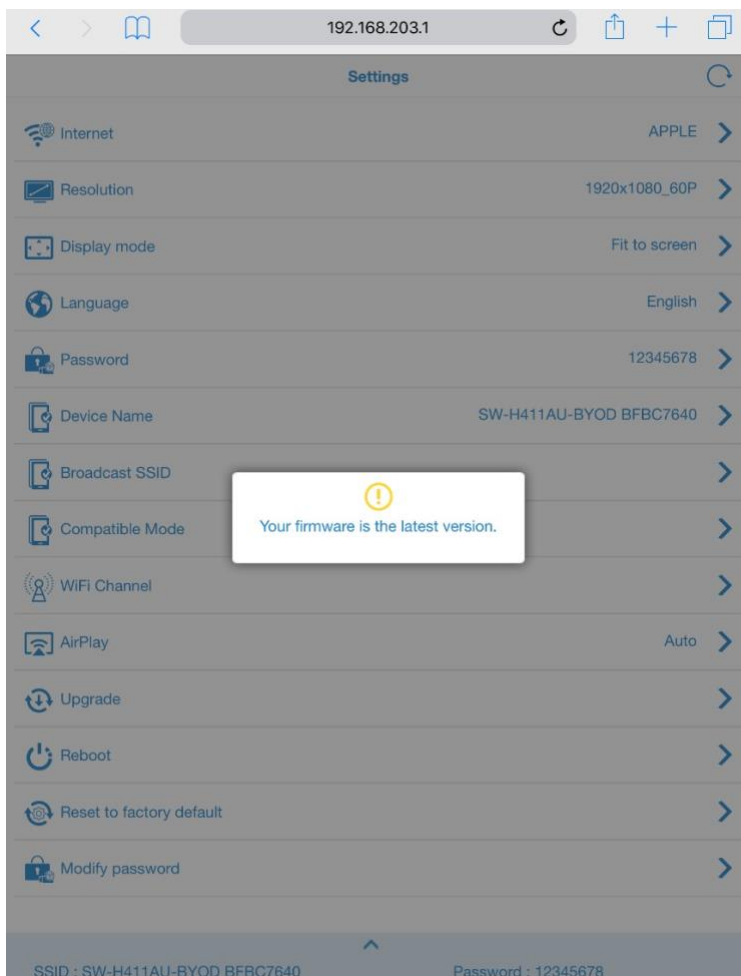 192.168.203.1
Settings
Internet APPLE
Resolution 1920x1080_60P
Display mode Fit to screen
Language English
Password 12345678
Device Name SW-H411AU-BYOD BFBC7640
Broadcast SSID
Your firmware is the latest version.
Compatible Mode
WiFi Channel
AirPlay Auto
Upgrade
Reboot
Reset to factory default
Modify password
SSID : SW-H411AU-BYOD BFBC7640 Password : 12345678